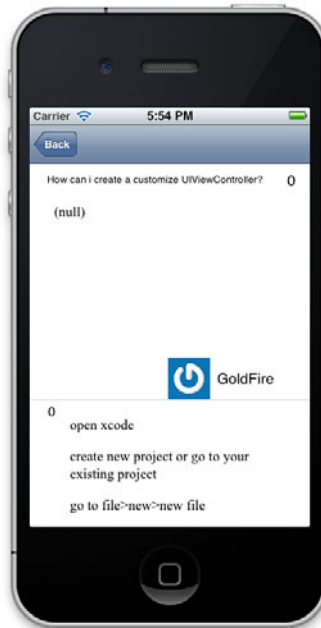 Carrier 5:54 PM
Back
How can i create a customize UIViewController? 0
(null)
GoldFire
0
open xcode
create new project or go to your
existing project
go to file>new>new file